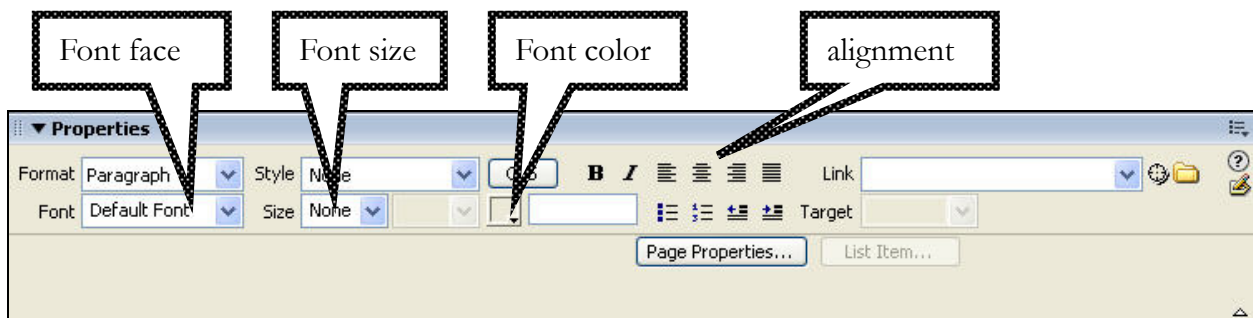 Font face Font size Font color alignment
Properties
Format Paragraph Style None B I Link
Font Default Font Size None Target
Page Properties... List Item...